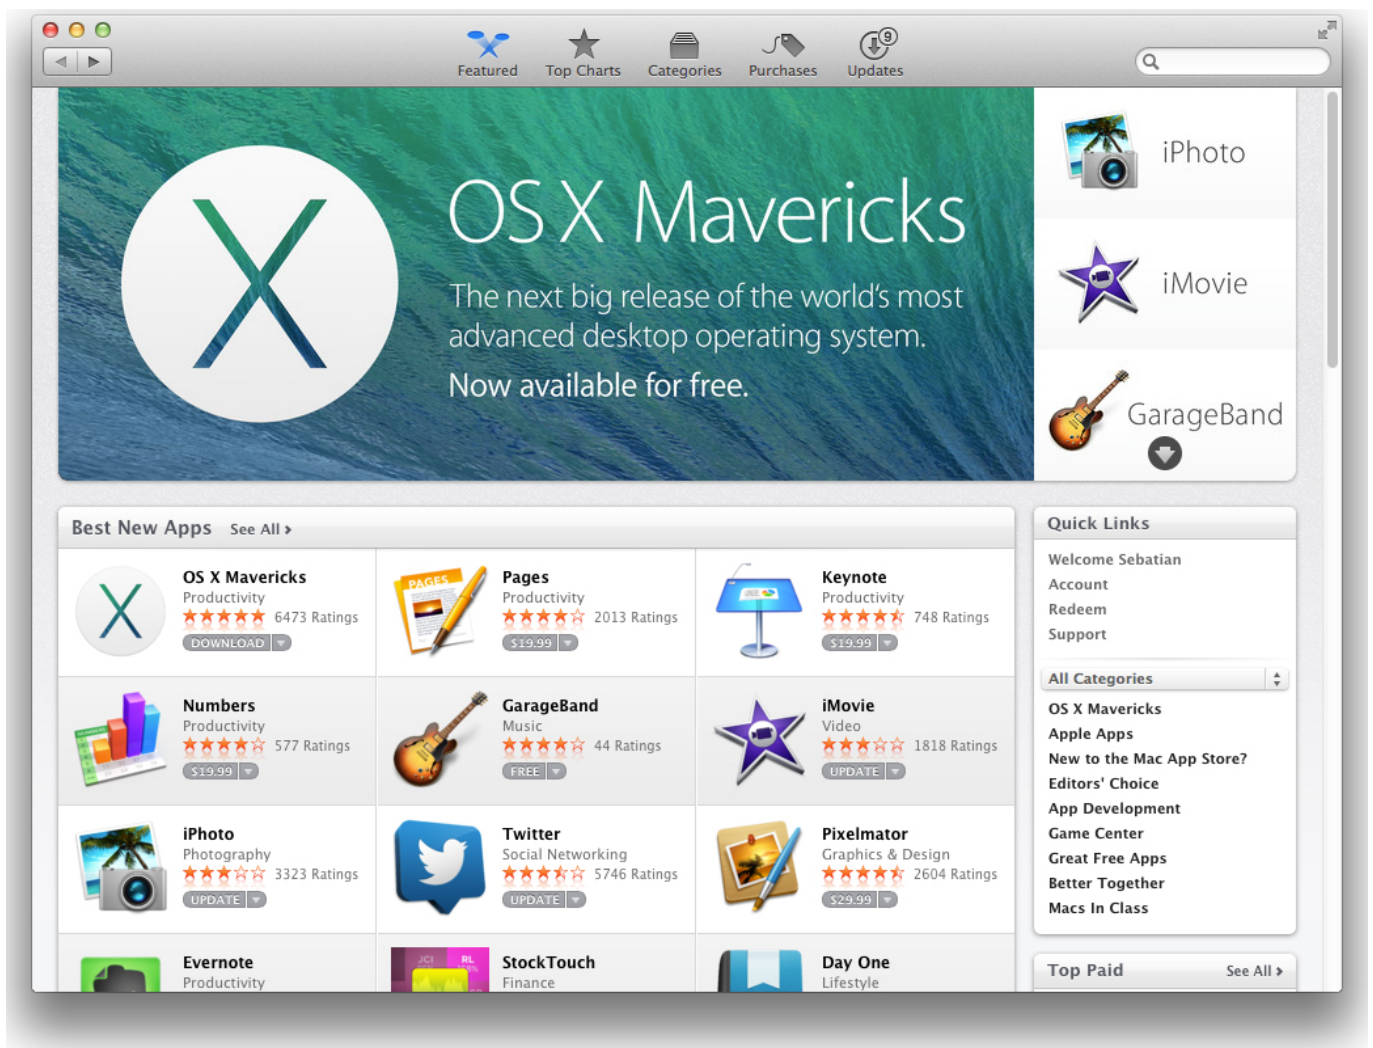 9
Featured
Top Charts
Categories
Purchases
Updates
OS X Mavericks
The next big release of the world's most
advanced desktop operating system.
Now available for free.
iPhoto
iMovie
GarageBand
Best New Apps See All ›
OS X Mavericks
Productivity
6473 Ratings
DOWNLOAD
PAGES
Pages
Productivity
2013 Ratings
$19.99
Keynote
Productivity
748 Ratings
$19.99
NUMBERS
Numbers
Productivity
577 Ratings
$19.99
GarageBand
Music
44 Ratings
FREE
iMovie
Video
1818 Ratings
UPDATE
iPhoto
Photography
3323 Ratings
UPDATE
Twitter
Social Networking
5746 Ratings
UPDATE
Pixelmator
Graphics & Design
2604 Ratings
$29.99
Evernote
Productivity
JCI
RL
StockTouch
Finance
Day One
Lifestyle
Quick Links
Welcome Sebatian
Account
Redeem
Support
All Categories
OS X Mavericks
Apple Apps
New to the Mac App Store?
Editors' Choice
App Development
Game Center
Great Free Apps
Better Together
Macs In Class
Top Paid See All ›